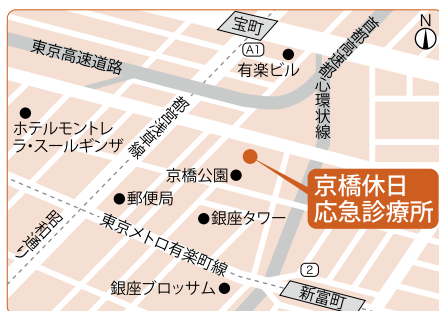 宝町
A1
N
有楽ビル
東京高速道路
首都高速都心環状線
ホテルモントレ
ラ・スールギンザ
都営浅草線
京橋公園
京橋休日
応急診療所
郵便局
銀座タワー
昭和通り
東京メトロ有楽町線
2
新富町
銀座ブロッサム